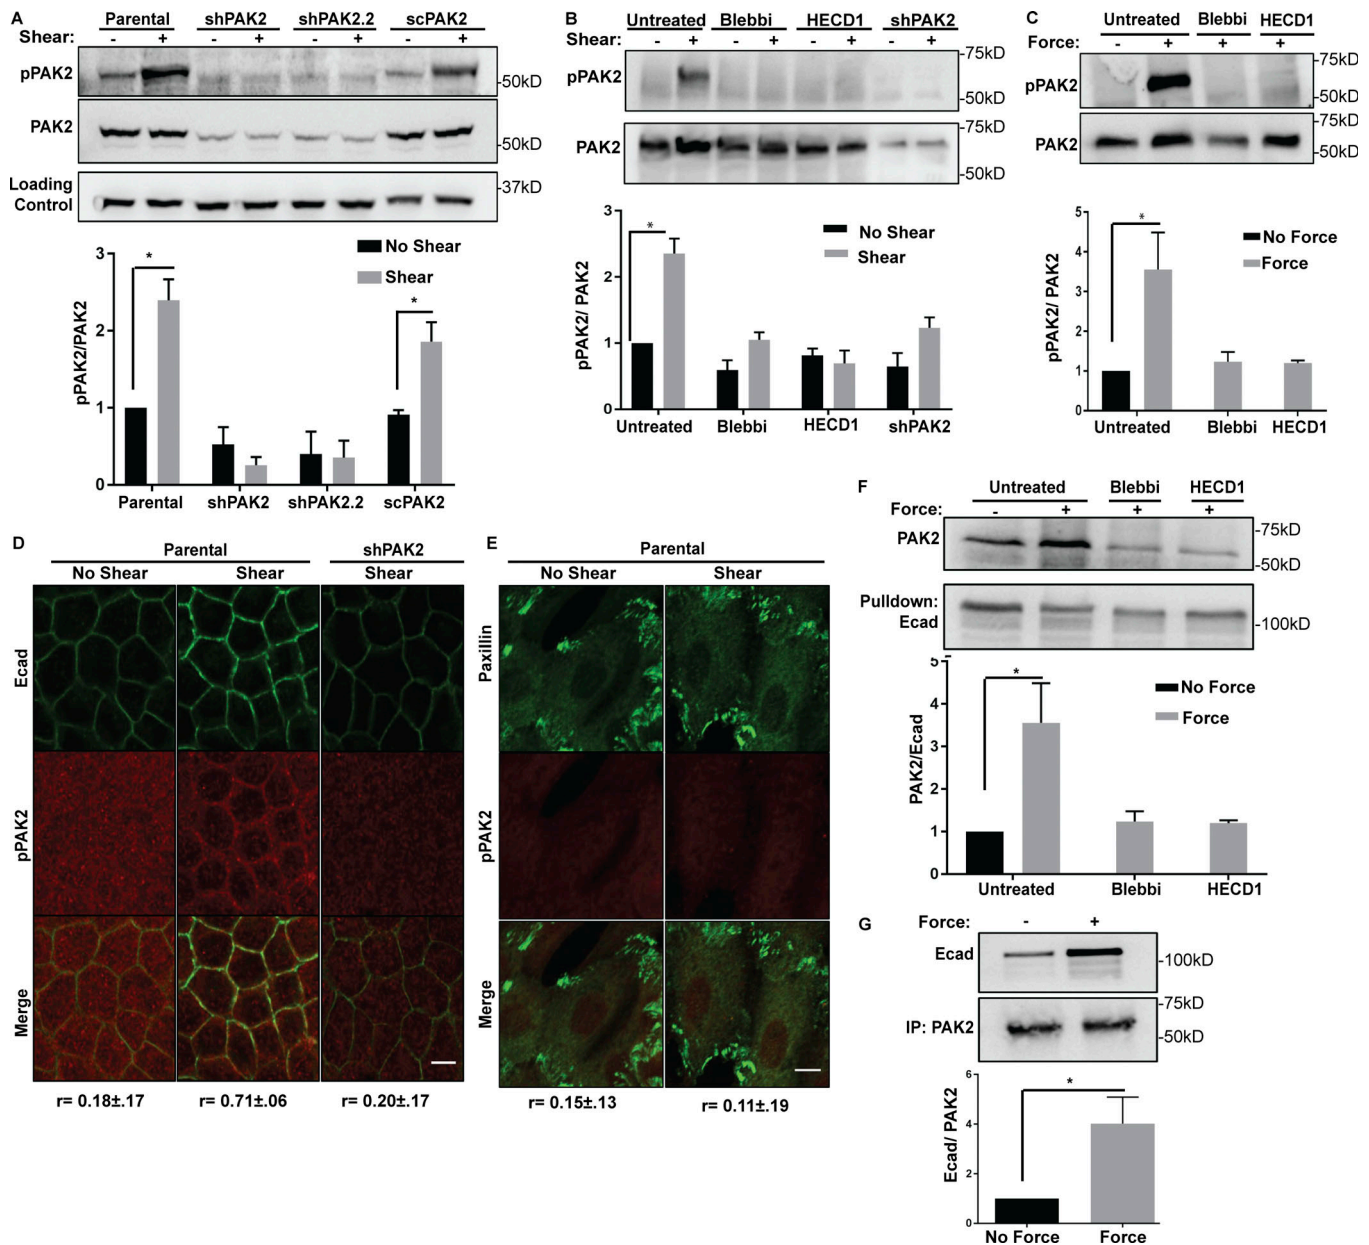 A
Parental shPAK2 shPAK2.2 scPAK2
Shear: - + - + - + - +
pPAK2
-50kD
PAK2
-50kD
Loading
Control
-37kD
No Shear
Shear
pPAK2/PAK2
3
2
1
0
*
*
Parental shPAK2 shPAK2.2 scPAK2
B
Untreated Blebbi HECD1 shPAK2
Shear: - + - + - + - +
pPAK2
-75kD
-50kD
PAK2
-75kD
-50kD
No Shear
Shear
pPAK2/ PAK2
3
2
1
0
*
Untreated Blebbi HECD1 shPAK2
C
Untreated Blebbi HECD1
Force: - + + +
pPAK2
-75kD
-50kD
PAK2
-75kD
-50kD
No Force
Force
pPAK2/ PAK2
5
4
3
2
1
0
*
Untreated Blebbi HECD1
D
Parental shPAK2
No Shear Shear Shear
Ecad
pPAK2
Merge
r= 0.18±.17 r= 0.71±.06 r= 0.20±.17
E
Parental
No Shear Shear
Paxillin
pPAK2
Merge
r= 0.15±.13 r= 0.11±.19
F
Untreated Blebbi HECD1
Force: - + + +
PAK2
-75kD
-50kD
Pulldown:
Ecad
-100kD
No Force
Force
PAK2/Ecad
5
4
3
2
1
0
*
Untreated Blebbi HECD1
G
Force: - +
Ecad
-100kD
IP: PAK2
-75kD
-50kD
Ecad/ PAK2
6
4
2
0
*
No Force Force